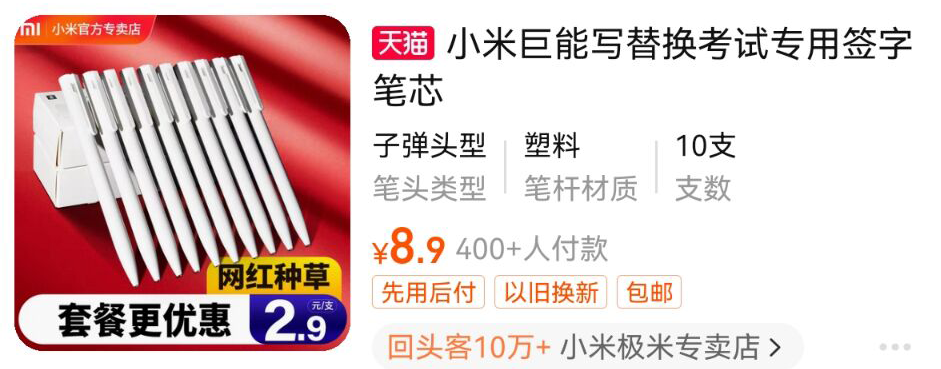 mi 小米官方专卖店
网红种草
套餐更优惠 2.9 元/支
天猫 小米巨能写替换考试专用签字
笔芯
子弹头型 塑料 10支
笔头类型 笔杆材质 支数
¥8.9 400+人付款
先用后付 以旧换新 包邮
回头客10万+ 小米极米专卖店 >